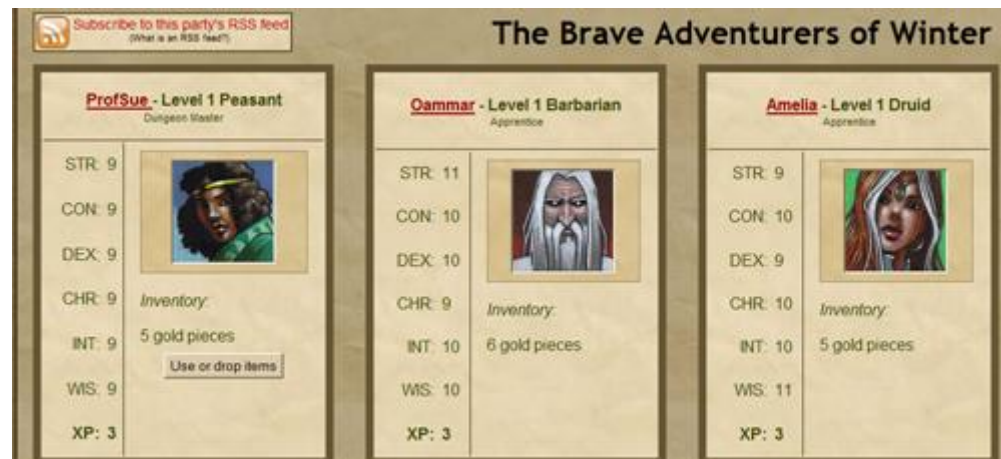 Subscribe to this party's RSS feed
(What is an RSS feed?)
The Brave Adventurers of Winter
ProfSue - Level 1 Peasant
Dungeon Master
STR: 9
CON: 9
DEX: 9
CHR: 9
INT: 9
WIS: 9
XP: 3
Inventory:
5 gold pieces
Use or drop items
Oammar - Level 1 Barbarian
Apprentice
STR: 11
CON: 10
DEX: 10
CHR: 9
INT: 10
WIS: 10
XP: 3
Inventory:
6 gold pieces
Amelia - Level 1 Druid
Apprentice
STR: 9
CON: 10
DEX: 9
CHR: 10
INT: 10
WIS: 11
XP: 3
Inventory:
5 gold pieces